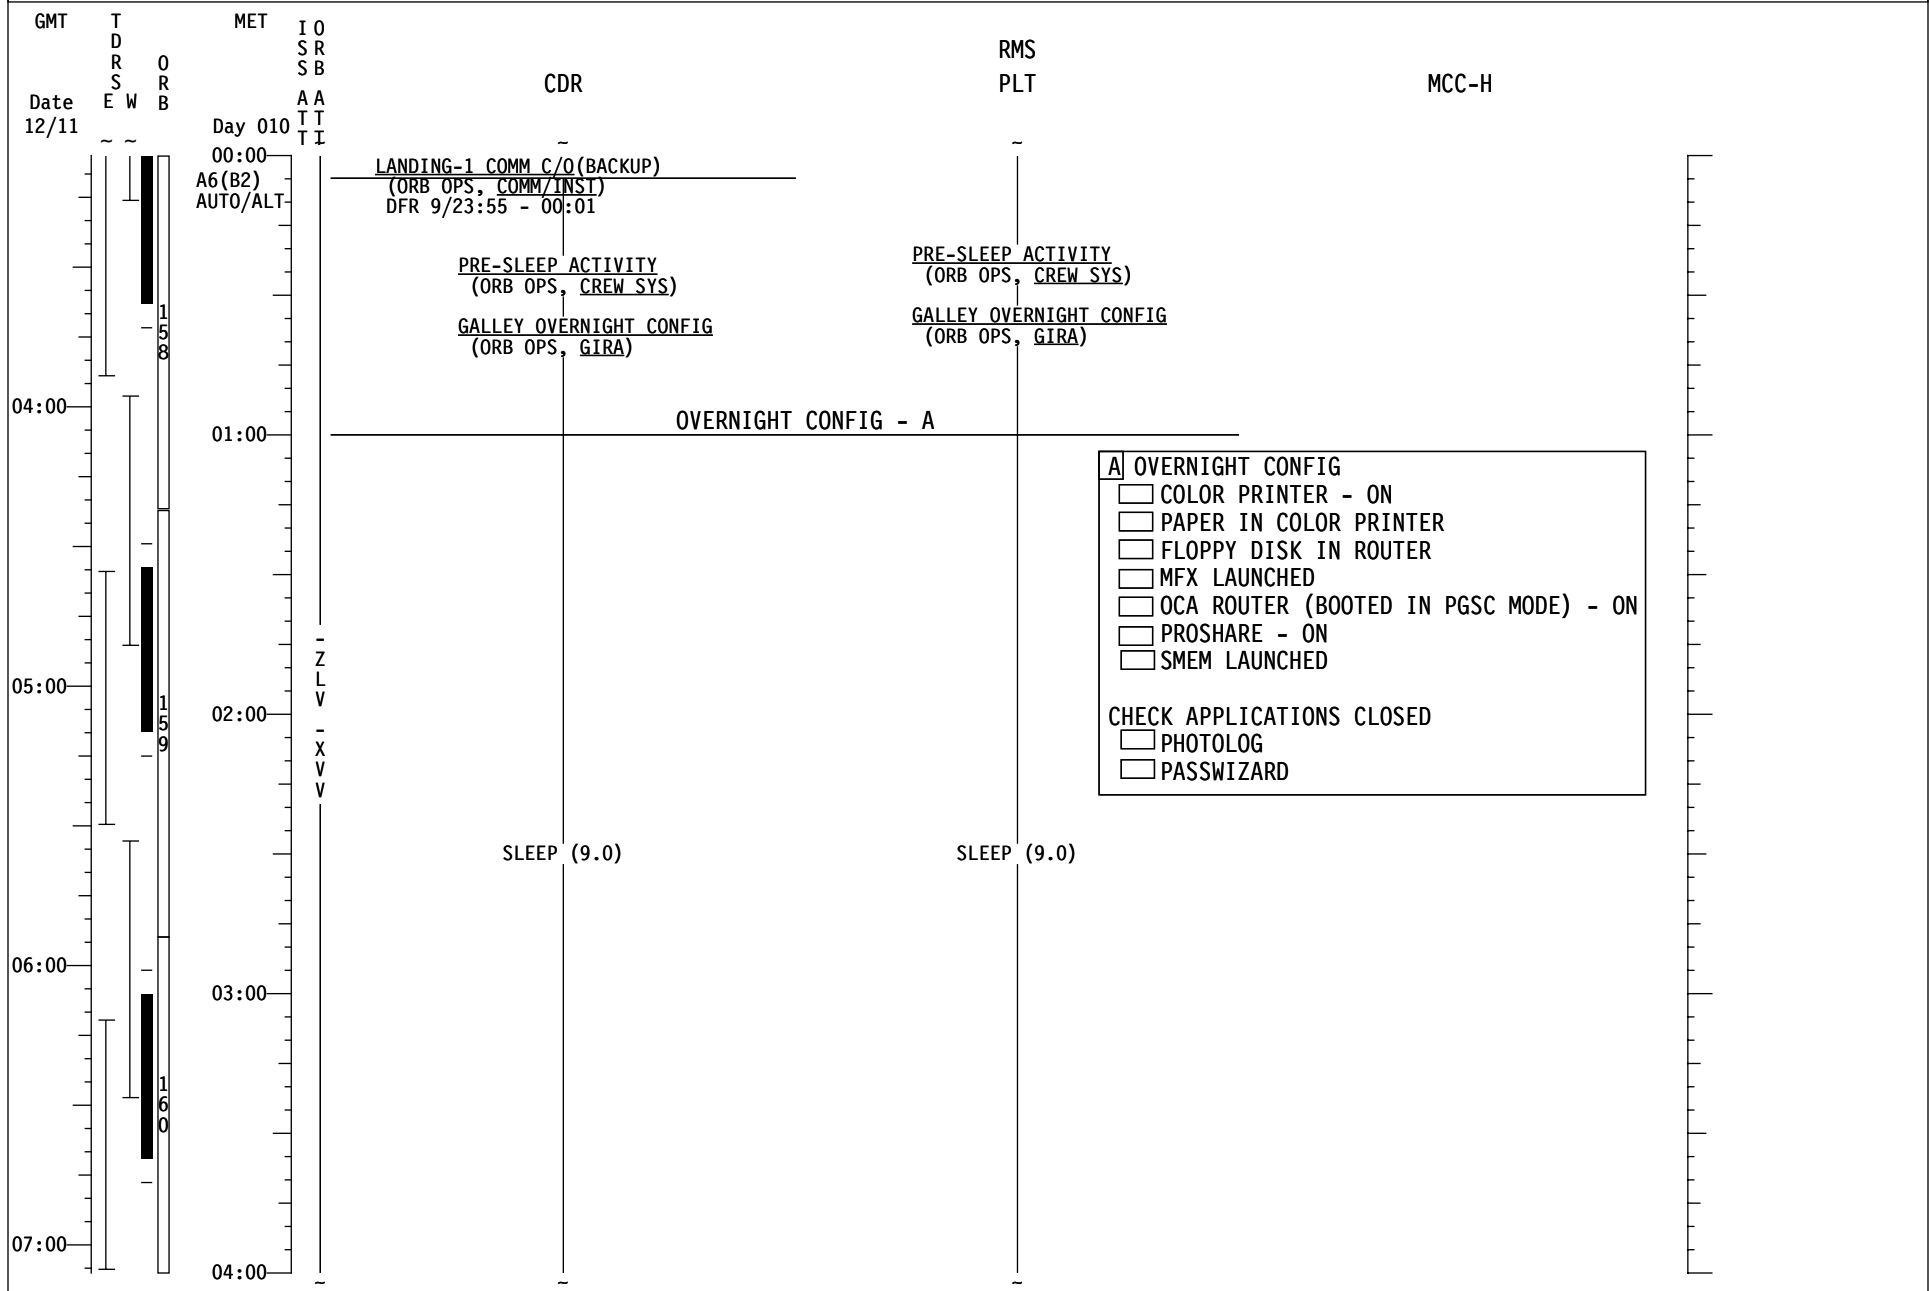 GMT
TDRS
E W
ORB
MET
ISS ATT
ORB ATT
CDR
RMS
PLT
MCC-H
Date
12/11
Day 010
~ ~ ~ ~ ~
00:00
A6(B2)
AUTO/ALT
LANDING-1 COMM C/O(BACKUP)
(ORB OPS, COMM/INST)
DFR 9/23:55 - 00:01
PRE-SLEEP ACTIVITY
(ORB OPS, CREW SYS)
GALLEY OVERNIGHT CONFIG
(ORB OPS, GIRA)
PRE-SLEEP ACTIVITY
(ORB OPS, CREW SYS)
GALLEY OVERNIGHT CONFIG
(ORB OPS, GIRA)
158
04:00
01:00
OVERNIGHT CONFIG - A
A OVERNIGHT CONFIG
COLOR PRINTER - ON
PAPER IN COLOR PRINTER
FLOPPY DISK IN ROUTER
MFX LAUNCHED
OCA ROUTER (BOOTED IN PGSC MODE) - ON
PROSHARE - ON
SMEM LAUNCHED
CHECK APPLICATIONS CLOSED
PHOTOLOG
PASSWIZARD
-ZLV -XVV
05:00
159
02:00
SLEEP (9.0)
SLEEP (9.0)
06:00
03:00
160
07:00
04:00
~ ~ ~